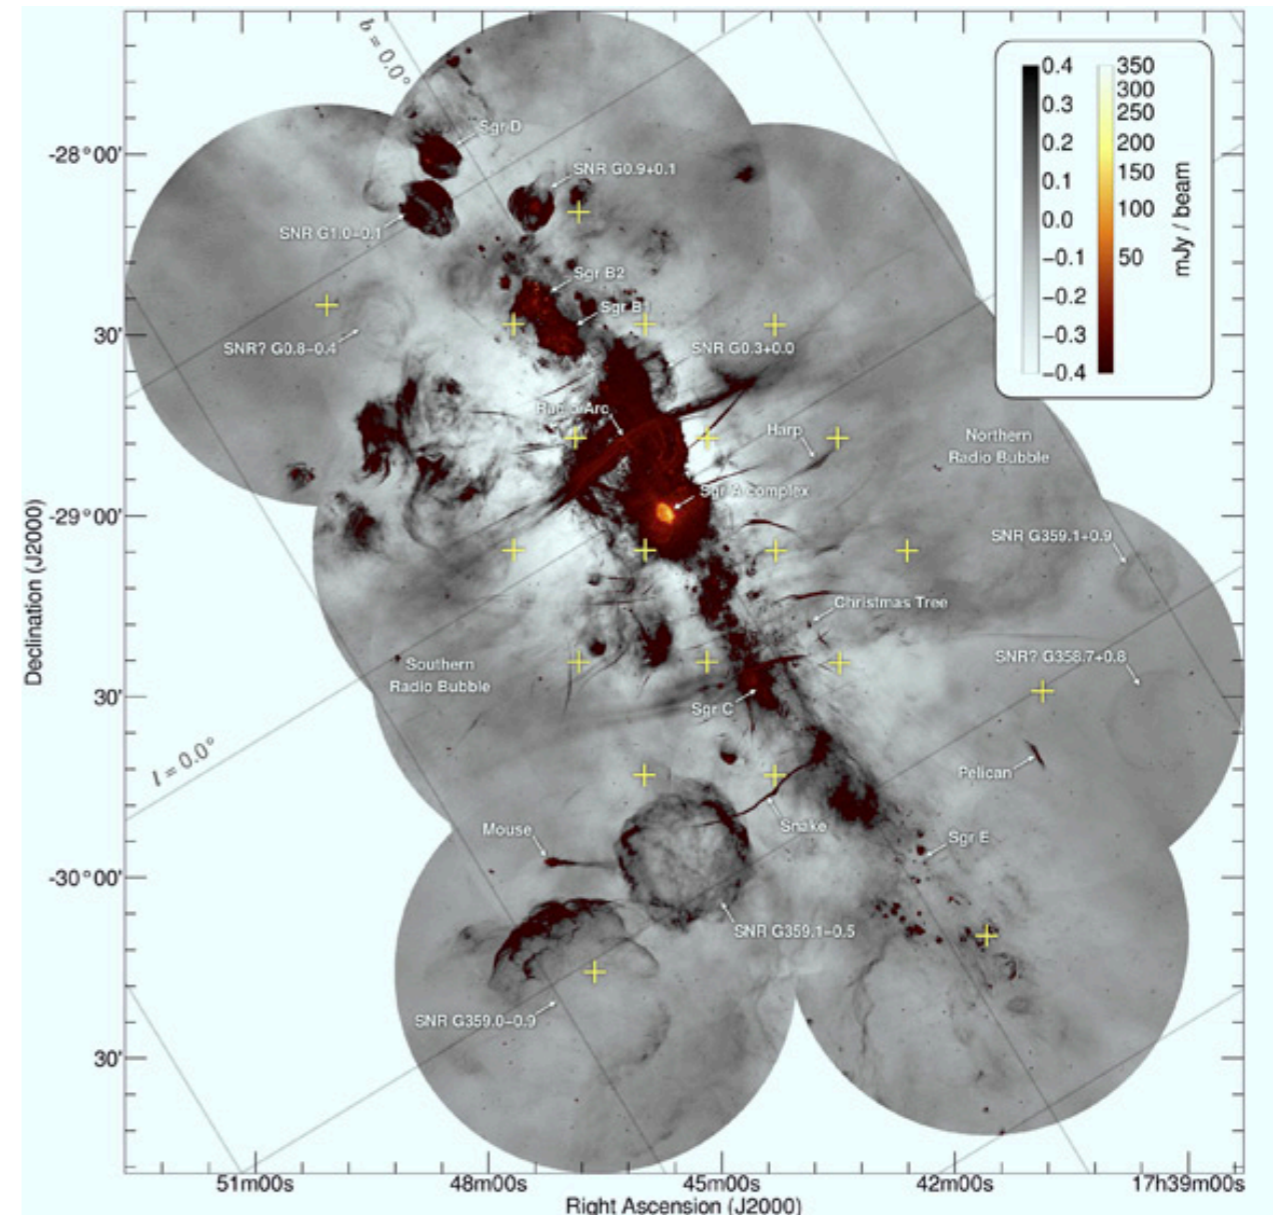 b = 0.0°
0.4
0.3
0.2
0.1
0.0
−0.1
−0.2
−0.3
−0.4
350
300
250
200
150
100
50
mJy / beam
Sgr D
-28°00'
SNR G0.9+0.1
SNR G1.0−0.1
Sgr B2
Sgr B1
30'
SNR? G0.8−0.4
SNR G0.3+0.0
Radio Arc
Harp
Northern
Radio Bubble
Sgr A complex
-29°00'
SNR G359.1+0.9
Christmas Tree
Southern
Radio Bubble
SNR? G358.7+0.8
30'
Sgr C
l = 0.0°
Pelican
Mouse
Snake
Sgr E
-30°00'
SNR G359.1−0.5
SNR G359.0−0.9
30'
Declination (J2000)
51m00s
48m00s
45m00s
42m00s
17h39m00s
Right Ascension (J2000)